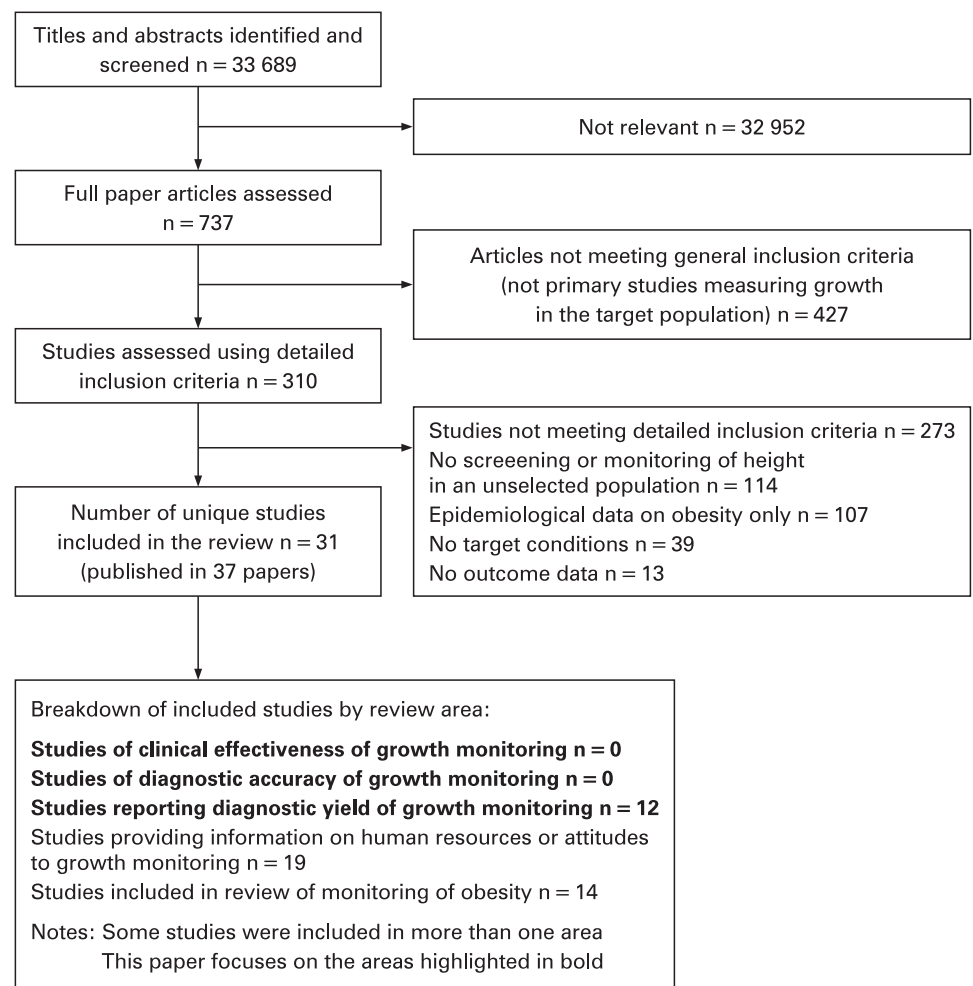 Titles and abstracts identified and
screened n = 33 689
Not relevant n = 32 952
Full paper articles assessed
n = 737
Articles not meeting general inclusion criteria
(not primary studies measuring growth
in the target population) n = 427
Studies assessed using detailed
inclusion criteria n = 310
Studies not meeting detailed inclusion criteria n = 273
No screeening or monitoring of height
in an unselected population n = 114
Epidemiological data on obesity only n = 107
No target conditions n = 39
No outcome data n = 13
Number of unique studies
included in the review n = 31
(published in 37 papers)
Breakdown of included studies by review area:
Studies of clinical effectiveness of growth monitoring n = 0
Studies of diagnostic accuracy of growth monitoring n = 0
Studies reporting diagnostic yield of growth monitoring n = 12
Studies providing information on human resources or attitudes
to growth monitoring n = 19
Studies included in review of monitoring of obesity n = 14
Notes: Some studies were included in more than one area
This paper focuses on the areas highlighted in bold